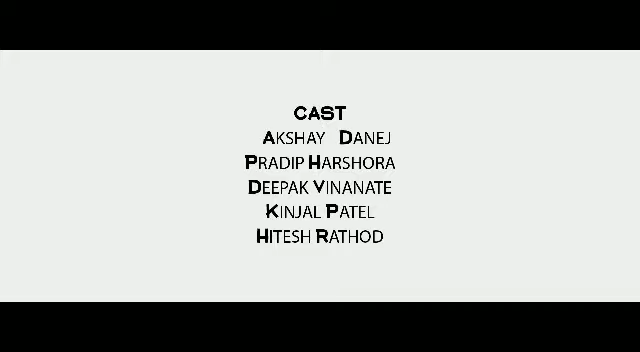 CAST
AKSHAY DANEJ
PRADIP HARSHORA
DEEPAK VINANATE
KINJAL PATEL
HITESH RATHOD